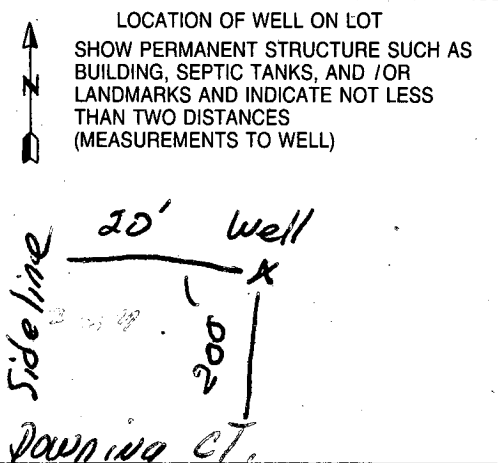 LOCATION OF WELL ON LOT
N
SHOW PERMANENT STRUCTURE SUCH AS
BUILDING, SEPTIC TANKS, AND /OR
LANDMARKS AND INDICATE NOT LESS
THAN TWO DISTANCES
(MEASUREMENTS TO WELL)
20' Well
X
Sideline
200'
Downing CT.